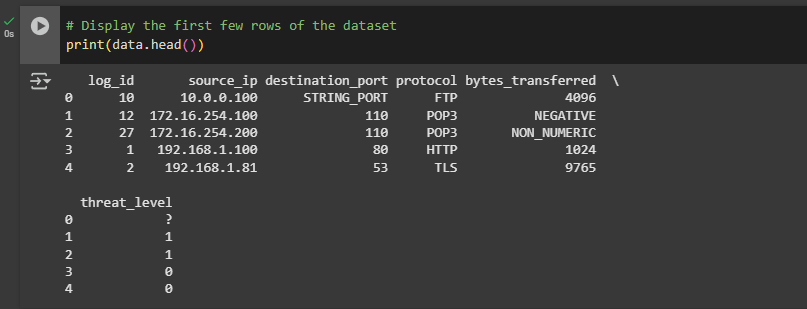 0s
# Display the first few rows of the dataset
print(data.head())
log_id source_ip destination_port protocol bytes_transferred \
0 10 10.0.0.100 STRING_PORT FTP 4096
1 12 172.16.254.100 110 POP3 NEGATIVE
2 27 172.16.254.200 110 POP3 NON_NUMERIC
3 1 192.168.1.100 80 HTTP 1024
4 2 192.168.1.81 53 TLS 9765
threat_level
0 ?
1 1
2 1
3 0
4 0